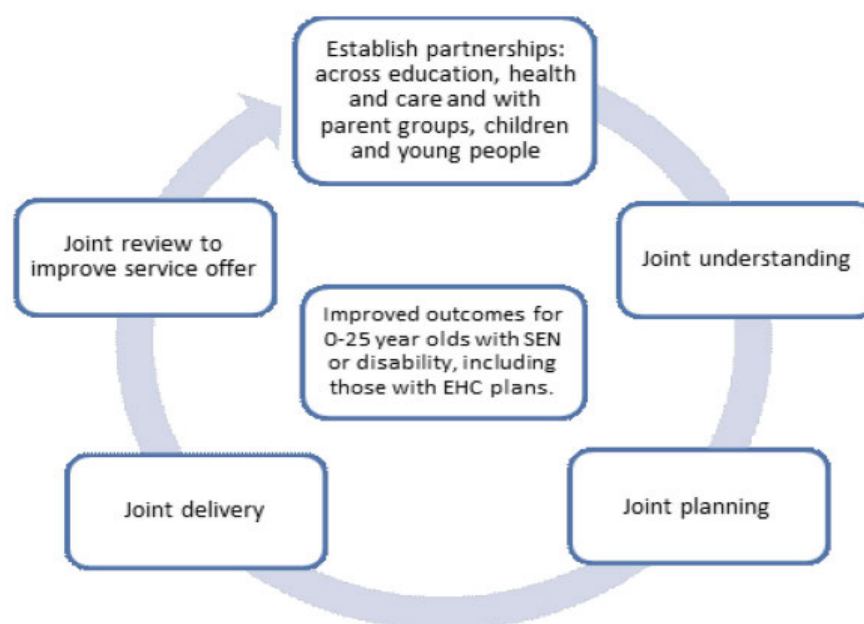 Establish partnerships:
across education, health
and care and with
parent groups, children
and young people
Joint understanding
Joint planning
Joint delivery
Joint review to
improve service offer
Improved outcomes for
0-25 year olds with SEN
or disability, including
those with EHC plans.